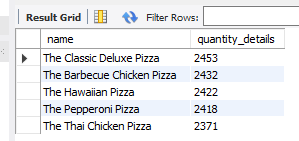 Result Grid Filter Rows:
name quantity_details
The Classic Deluxe Pizza 2453
The Barbecue Chicken Pizza 2432
The Hawaiian Pizza 2422
The Pepperoni Pizza 2418
The Thai Chicken Pizza 2371